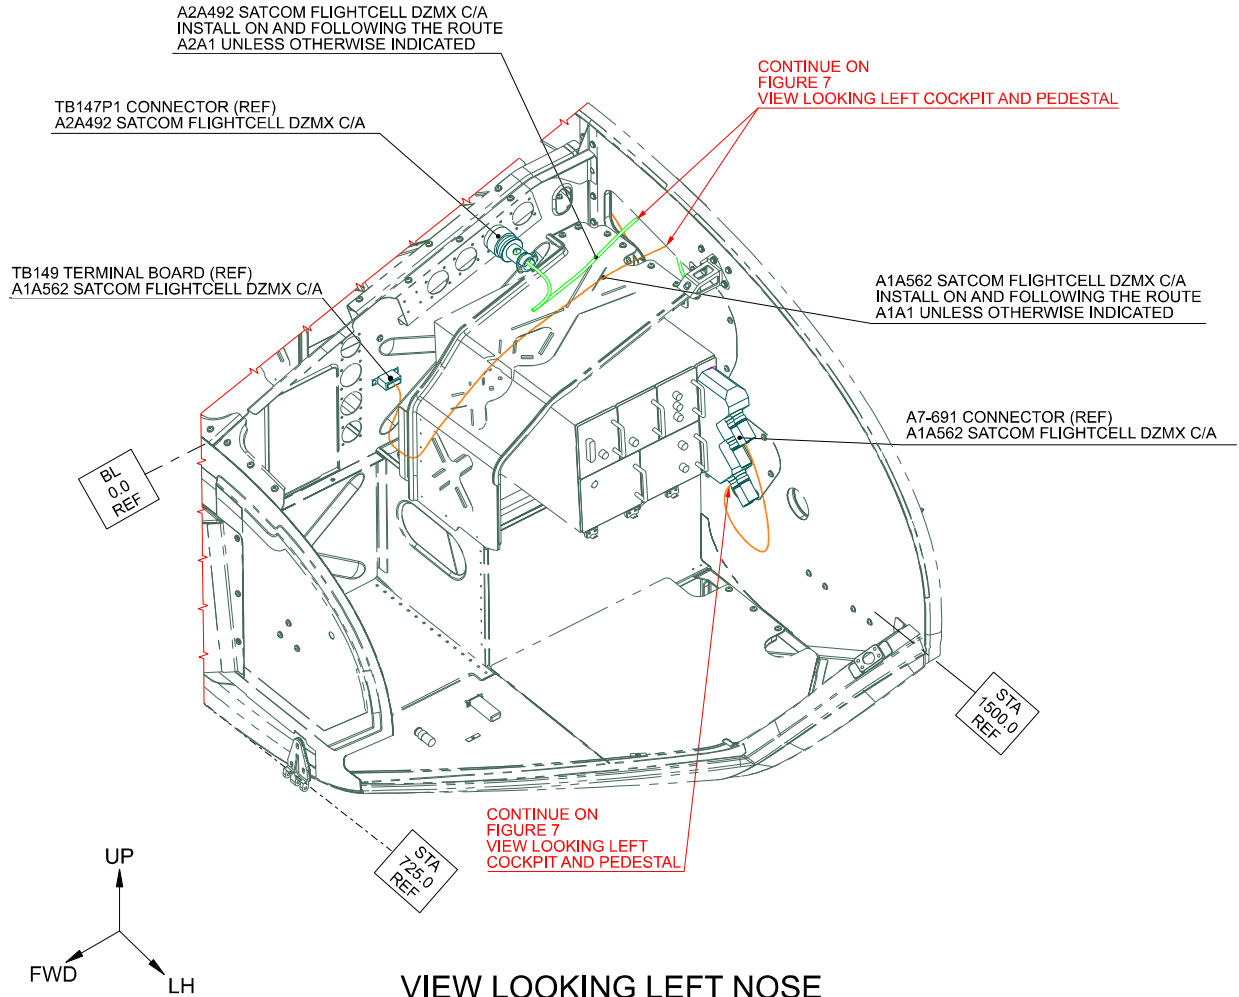 A2A492 SATCOM FLIGHTCELL DZMX C/A
INSTALL ON AND FOLLOWING THE ROUTE
A2A1 UNLESS OTHERWISE INDICATED
CONTINUE ON
FIGURE 7
VIEW LOOKING LEFT COCKPIT AND PEDESTAL
TB147P1 CONNECTOR (REF)
A2A492 SATCOM FLIGHTCELL DZMX C/A
TB149 TERMINAL BOARD (REF)
A1A562 SATCOM FLIGHTCELL DZMX C/A
A1A562 SATCOM FLIGHTCELL DZMX C/A
INSTALL ON AND FOLLOWING THE ROUTE
A1A1 UNLESS OTHERWISE INDICATED
A7-691 CONNECTOR (REF)
A1A562 SATCOM FLIGHTCELL DZMX C/A
BL
0.0
REF
STA
1500.0
REF
CONTINUE ON
FIGURE 7
VIEW LOOKING LEFT
COCKPIT AND PEDESTAL
STA
725.0
REF
UP
FWD
LH
VIEW LOOKING LEFT NOSE